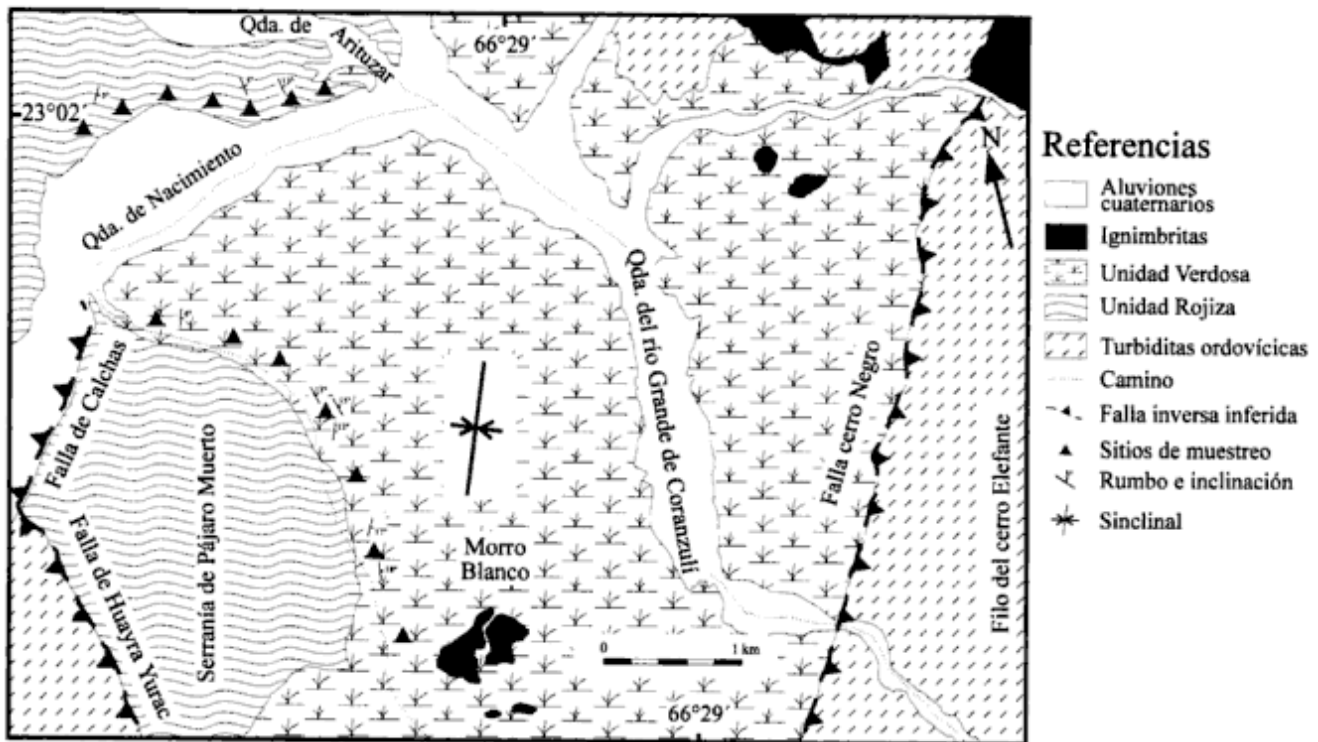 Qda. de
Arituzar
66°29´
23°02´
Qda. de Nacimiento
N
Qda. del río Grande de Coranzulí
Falla cerro Negro
Filo del cerro Elefante
Falla de Calchas
Serranía de Pájaro Muerto
Falla de Huayra Yurac
Morro
Blanco
0
1 km
66°29´
Referencias
Aluviones
cuaternarios
Ignimbritas
Unidad Verdosa
Unidad Rojiza
Turbiditas ordovícicas
Camino
Falla inversa inferida
Sitios de muestreo
Rumbo e inclinación
Sinclinal